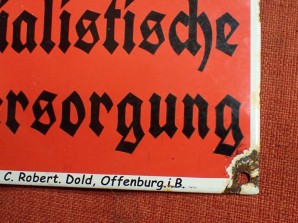 ialistische
ersorgung
C. Robert. Dold, Offenburg.i.B.